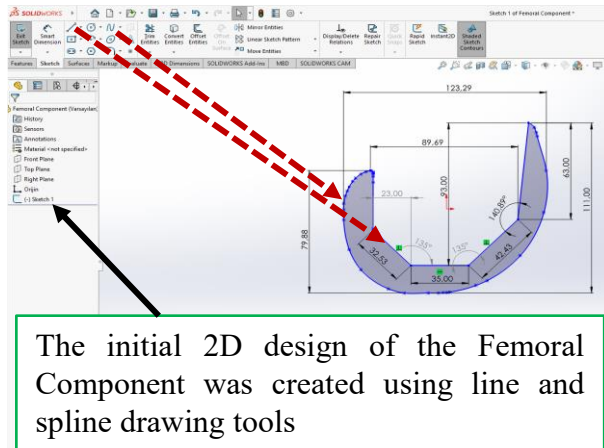 SOLIDWORKS
Sketch 1 of Femoral Component *
Exit Sketch
Smart Dimension
Trim Entities
Convert Entities
Offset Entities
Offset On Surface
Mirror Entities
Linear Sketch Pattern
Move Entities
Display/Delete Relations
Repair Sketch
Quick Snaps
Rapid Sketch
Instant2D
Shaded Sketch Contours
Features Sketch Surfaces Markup Evaluate MBD Dimensions SOLIDWORKS Add-Ins MBD SOLIDWORKS CAM
Femoral Component (Varsayılan)
History
Sensors
Annotations
Material <not specified>
Front Plane
Top Plane
Right Plane
Origin
(-) Sketch 1
123.29
89.69
23.00
93.00
63.00
111.00
79.88
140.89°
135°
135°
32.53
42.43
35.00
The initial 2D design of the Femoral
Component was created using line and
spline drawing tools